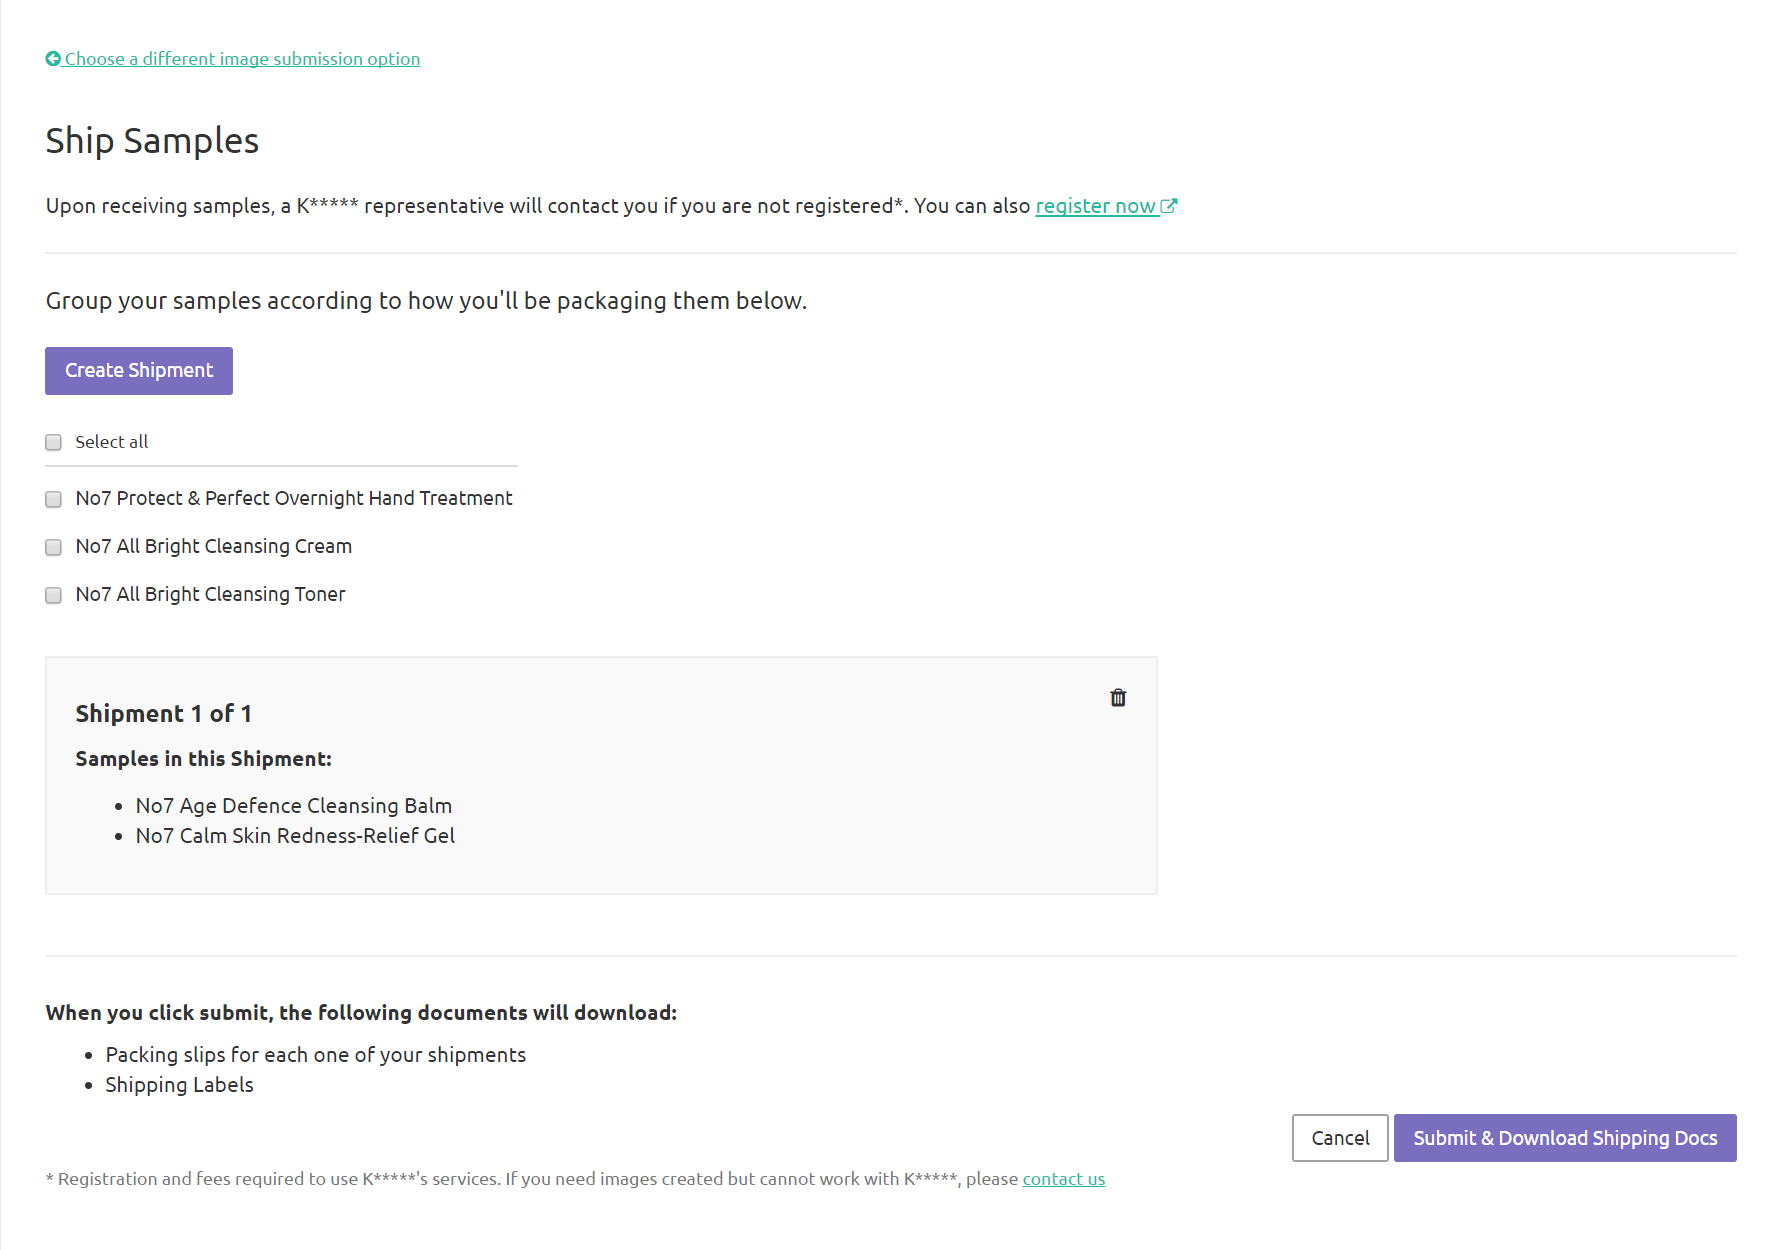 Choose a different image submission option
Ship Samples
Upon receiving samples, a K***** representative will contact you if you are not registered*. You can also register now
Group your samples according to how you'll be packaging them below.
Create Shipment
Select all
No7 Protect & Perfect Overnight Hand Treatment
No7 All Bright Cleansing Cream
No7 All Bright Cleansing Toner
Shipment 1 of 1
Samples in this Shipment:
• No7 Age Defence Cleansing Balm
• No7 Calm Skin Redness-Relief Gel
When you click submit, the following documents will download:
• Packing slips for each one of your shipments
• Shipping Labels
Cancel Submit & Download Shipping Docs
* Registration and fees required to use K*****'s services. If you need images created but cannot work with K*****, please contact us